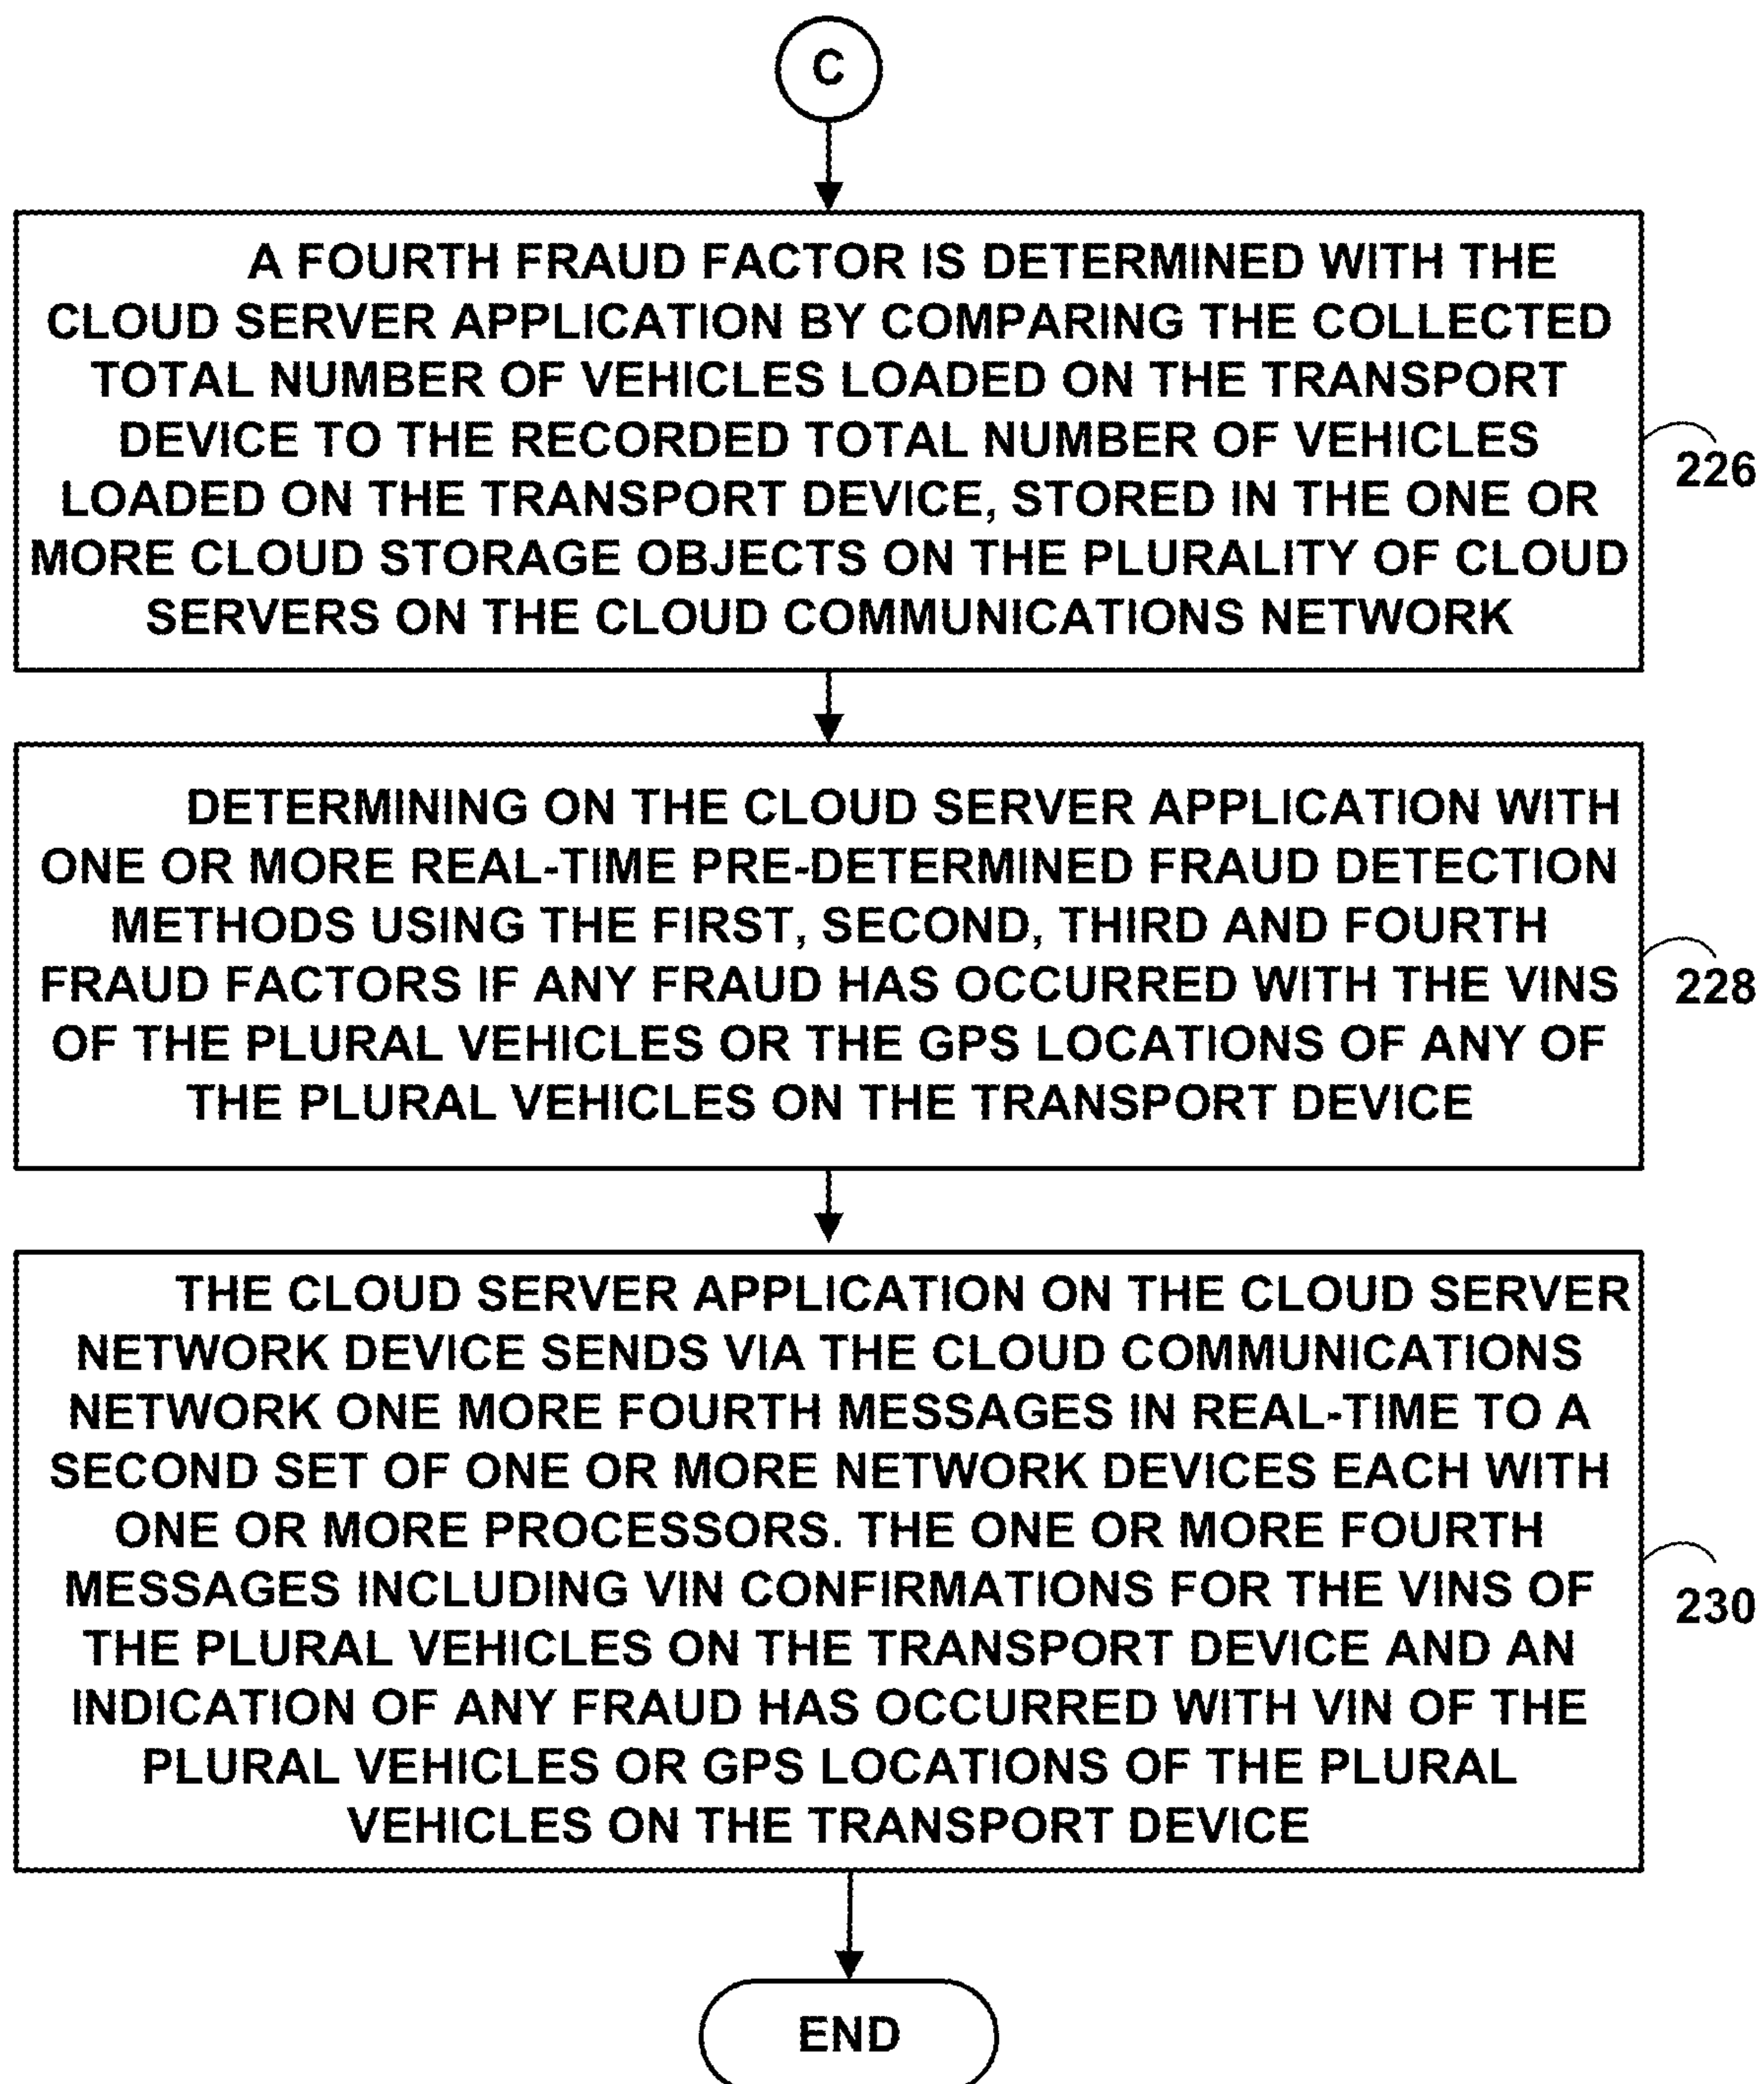 C
A FOURTH FRAUD FACTOR IS DETERMINED WITH THE
CLOUD SERVER APPLICATION BY COMPARING THE COLLECTED
TOTAL NUMBER OF VEHICLES LOADED ON THE TRANSPORT
DEVICE TO THE RECORDED TOTAL NUMBER OF VEHICLES
LOADED ON THE TRANSPORT DEVICE, STORED IN THE ONE OR
MORE CLOUD STORAGE OBJECTS ON THE PLURALITY OF CLOUD
SERVERS ON THE CLOUD COMMUNICATIONS NETWORK
226
DETERMINING ON THE CLOUD SERVER APPLICATION WITH
ONE OR MORE REAL-TIME PRE-DETERMINED FRAUD DETECTION
METHODS USING THE FIRST, SECOND, THIRD AND FOURTH
FRAUD FACTORS IF ANY FRAUD HAS OCCURRED WITH THE VINS
OF THE PLURAL VEHICLES OR THE GPS LOCATIONS OF ANY OF
THE PLURAL VEHICLES ON THE TRANSPORT DEVICE
228
THE CLOUD SERVER APPLICATION ON THE CLOUD SERVER
NETWORK DEVICE SENDS VIA THE CLOUD COMMUNICATIONS
NETWORK ONE MORE FOURTH MESSAGES IN REAL-TIME TO A
SECOND SET OF ONE OR MORE NETWORK DEVICES EACH WITH
ONE OR MORE PROCESSORS. THE ONE OR MORE FOURTH
MESSAGES INCLUDING VIN CONFIRMATIONS FOR THE VINS OF
THE PLURAL VEHICLES ON THE TRANSPORT DEVICE AND AN
INDICATION OF ANY FRAUD HAS OCCURRED WITH VIN OF THE
PLURAL VEHICLES OR GPS LOCATIONS OF THE PLURAL
VEHICLES ON THE TRANSPORT DEVICE
230
END